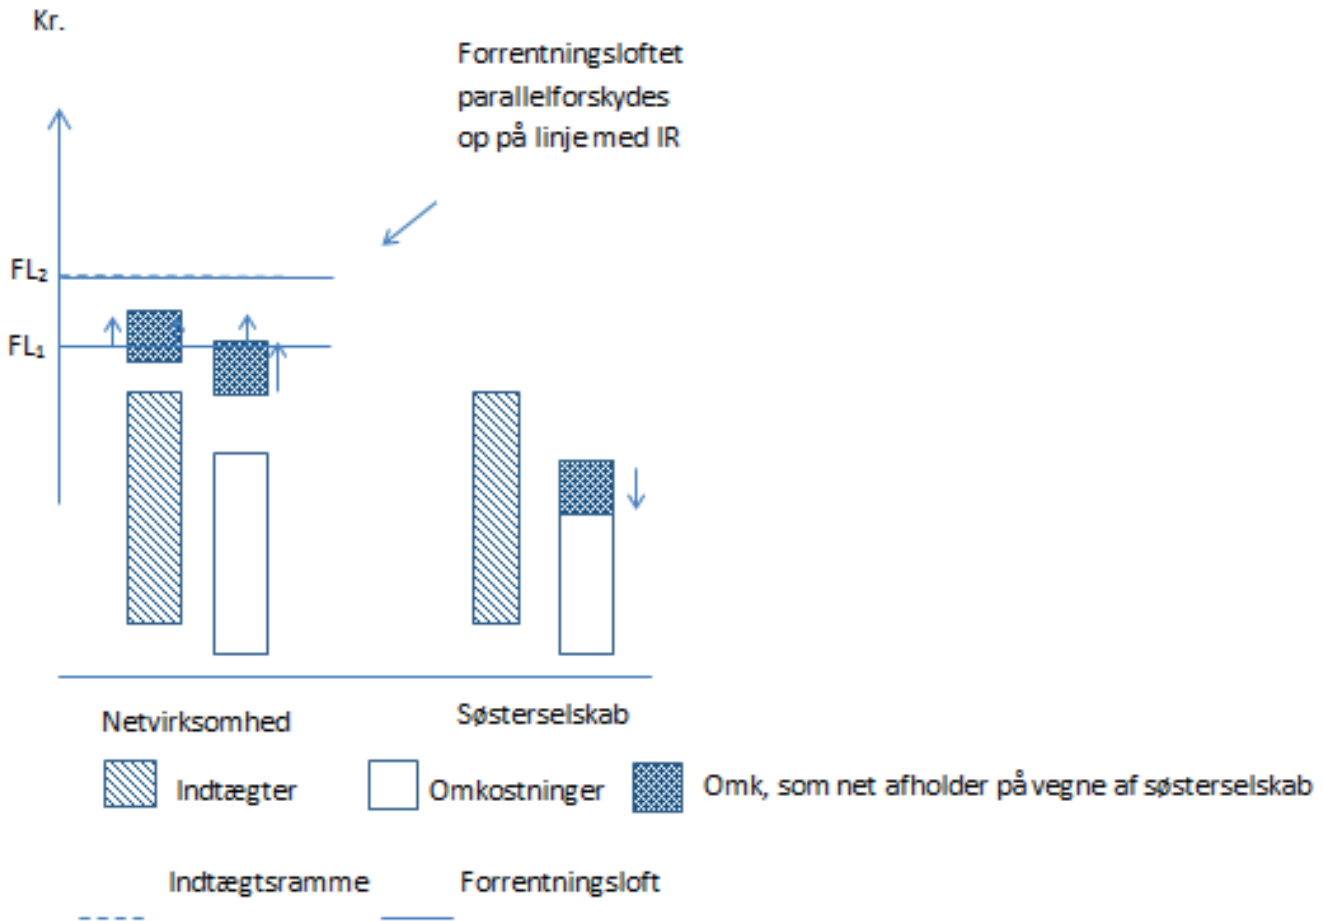 Kr.
Forrentningsloftet
parallelforskydes
op på linje med IR
FL₂
FL₁
Netvirksomhed
Søsterselskab
Indtægter
Omkostninger
Omk, som net afholder på vegne af søsterselskab
Indtægtsramme
Forrentningsloft